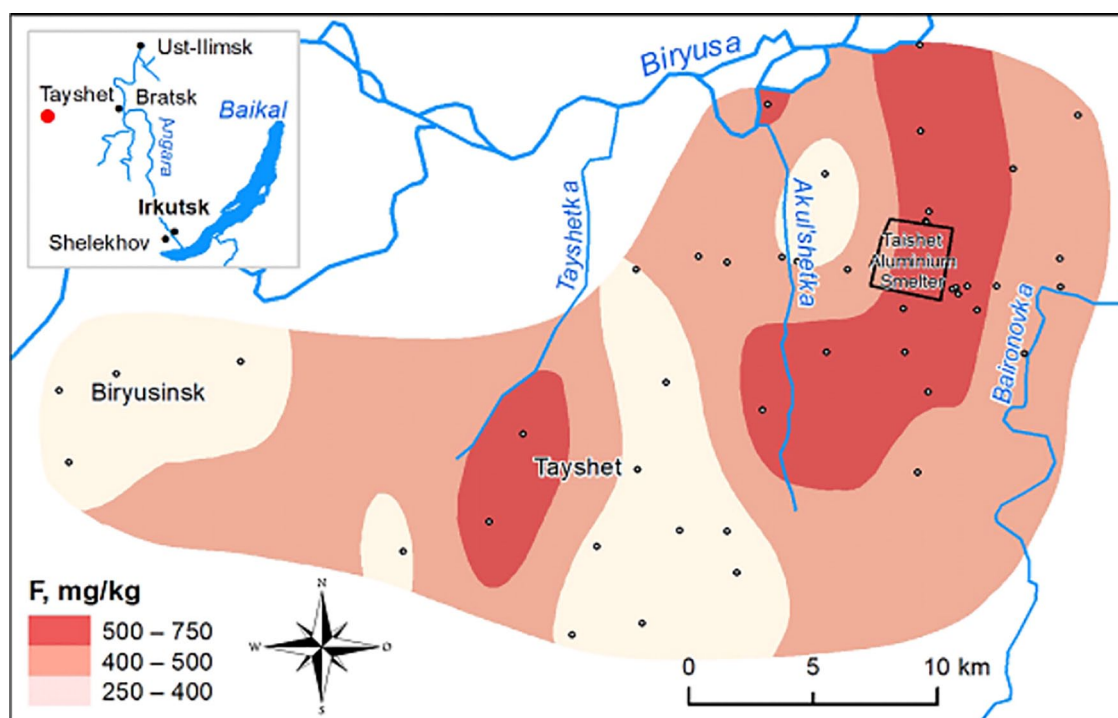 Ust-Ilimsk
Tayshet
Bratsk
Baikal
Angara
Irkutsk
Shelekhov
Biryusa
Tayshetka
Akul'shetka
Taishet
Aluminium
Smelter
Baironovka
Biryusinsk
Tayshet
F, mg/kg
500 – 750
400 – 500
250 – 400
N
W
O
S
0 5 10 km